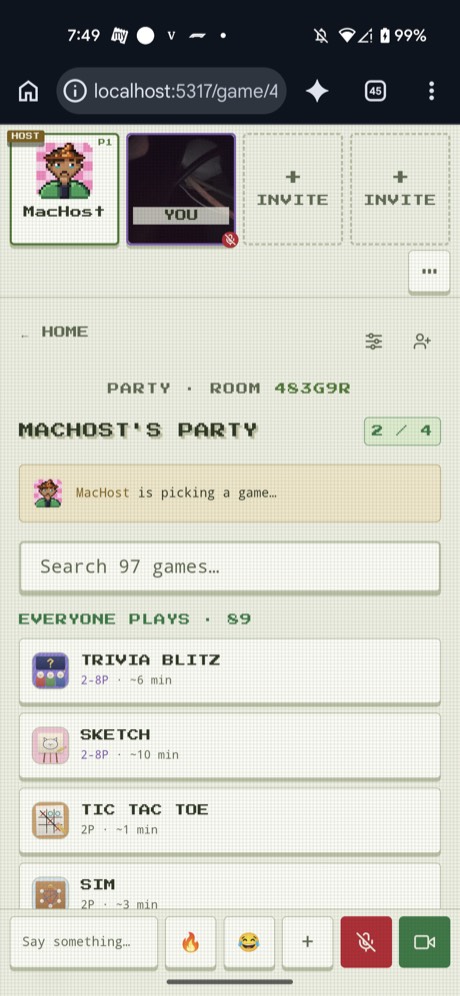 7:49 v 99%
localhost:5317/game/4 45
HOST
P1
MacHost
YOU
+
INVITE
+
INVITE
...
← HOME
PARTY · ROOM 483G9R
MACHOST'S PARTY 2 / 4
MacHost is picking a game…
Search 97 games…
EVERYONE PLAYS · 89
TRIVIA BLITZ
2-8P · ~6 min
SKETCH
2-8P · ~10 min
TIC TAC TOE
2P · ~1 min
SIM
2P · ~3 min
Say something… 🔥 😂 +